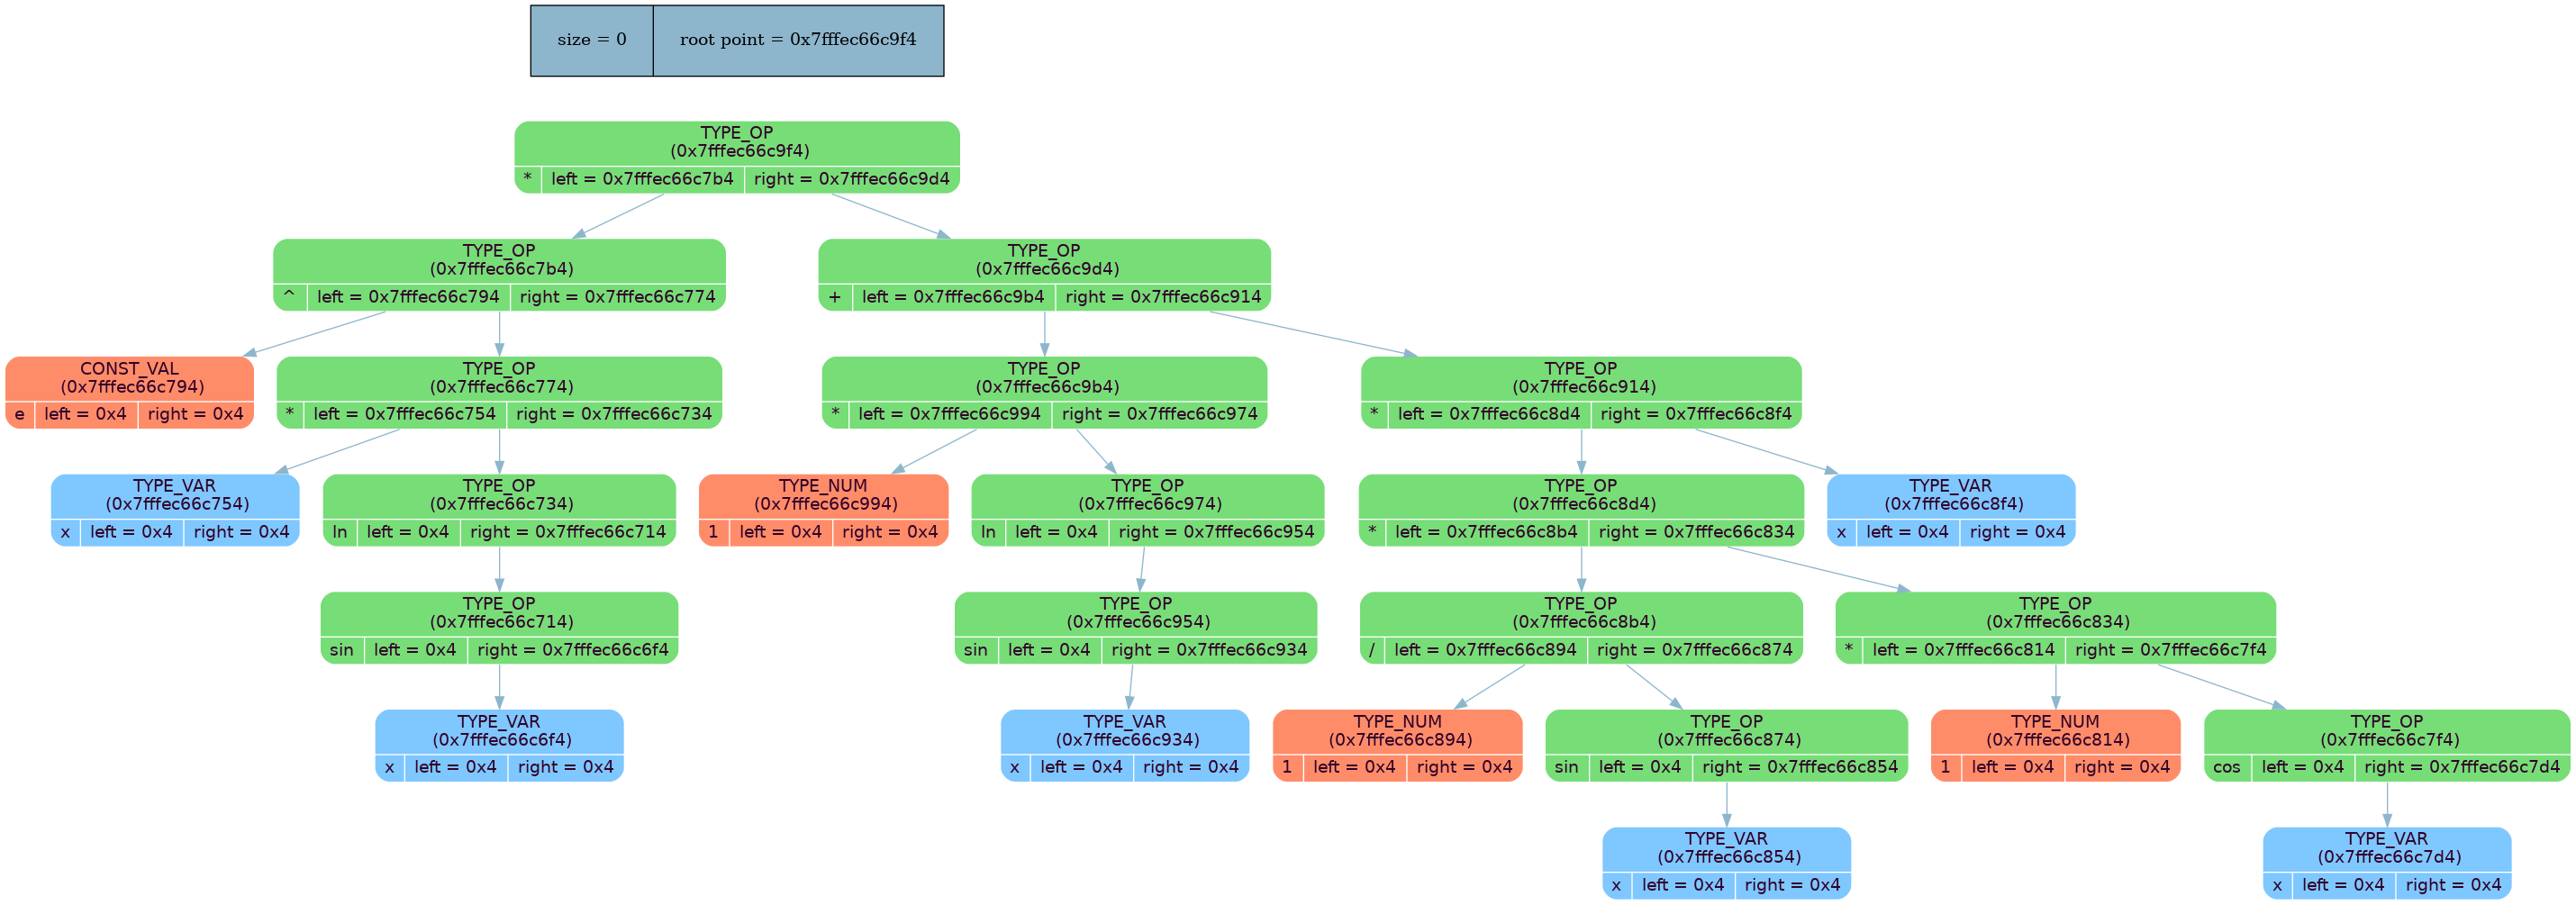 size = 0 root point = 0x7fffec66c9f4
TYPE_OP
(0x7fffec66c9f4)
* left = 0x7fffec66c7b4 right = 0x7fffec66c9d4
TYPE_OP
(0x7fffec66c7b4)
^ left = 0x7fffec66c794 right = 0x7fffec66c774
TYPE_OP
(0x7fffec66c9d4)
+ left = 0x7fffec66c9b4 right = 0x7fffec66c914
CONST_VAL
(0x7fffec66c794)
e left = 0x4 right = 0x4
TYPE_OP
(0x7fffec66c774)
* left = 0x7fffec66c754 right = 0x7fffec66c734
TYPE_OP
(0x7fffec66c9b4)
* left = 0x7fffec66c994 right = 0x7fffec66c974
TYPE_OP
(0x7fffec66c914)
* left = 0x7fffec66c8d4 right = 0x7fffec66c8f4
TYPE_VAR
(0x7fffec66c754)
x left = 0x4 right = 0x4
TYPE_OP
(0x7fffec66c734)
ln left = 0x4 right = 0x7fffec66c714
TYPE_NUM
(0x7fffec66c994)
1 left = 0x4 right = 0x4
TYPE_OP
(0x7fffec66c974)
ln left = 0x4 right = 0x7fffec66c954
TYPE_OP
(0x7fffec66c8d4)
* left = 0x7fffec66c8b4 right = 0x7fffec66c834
TYPE_VAR
(0x7fffec66c8f4)
x left = 0x4 right = 0x4
TYPE_OP
(0x7fffec66c714)
sin left = 0x4 right = 0x7fffec66c6f4
TYPE_OP
(0x7fffec66c954)
sin left = 0x4 right = 0x7fffec66c934
TYPE_OP
(0x7fffec66c8b4)
/ left = 0x7fffec66c894 right = 0x7fffec66c874
TYPE_OP
(0x7fffec66c834)
* left = 0x7fffec66c814 right = 0x7fffec66c7f4
TYPE_VAR
(0x7fffec66c6f4)
x left = 0x4 right = 0x4
TYPE_VAR
(0x7fffec66c934)
x left = 0x4 right = 0x4
TYPE_NUM
(0x7fffec66c894)
1 left = 0x4 right = 0x4
TYPE_OP
(0x7fffec66c874)
sin left = 0x4 right = 0x7fffec66c854
TYPE_NUM
(0x7fffec66c814)
1 left = 0x4 right = 0x4
TYPE_OP
(0x7fffec66c7f4)
cos left = 0x4 right = 0x7fffec66c7d4
TYPE_VAR
(0x7fffec66c854)
x left = 0x4 right = 0x4
TYPE_VAR
(0x7fffec66c7d4)
x left = 0x4 right = 0x4